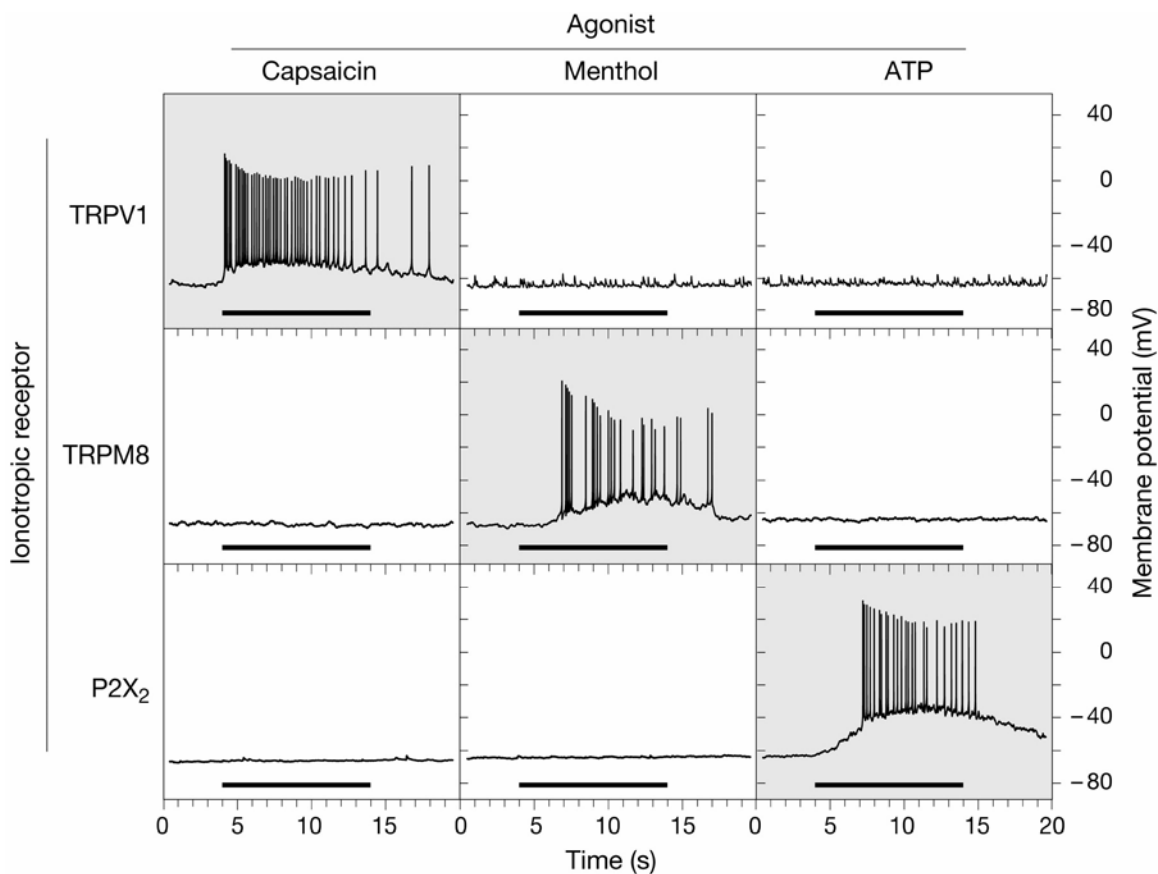 Agonist
Capsaicin Menthol ATP
Ionotropic receptor
TRPV1
TRPM8
P2X2
40
0
−40
−80
40
0
−40
−80
40
0
−40
−80
Membrane potential (mV)
0 5 10 15 0 5 10 15 0 5 10 15 20
Time (s)